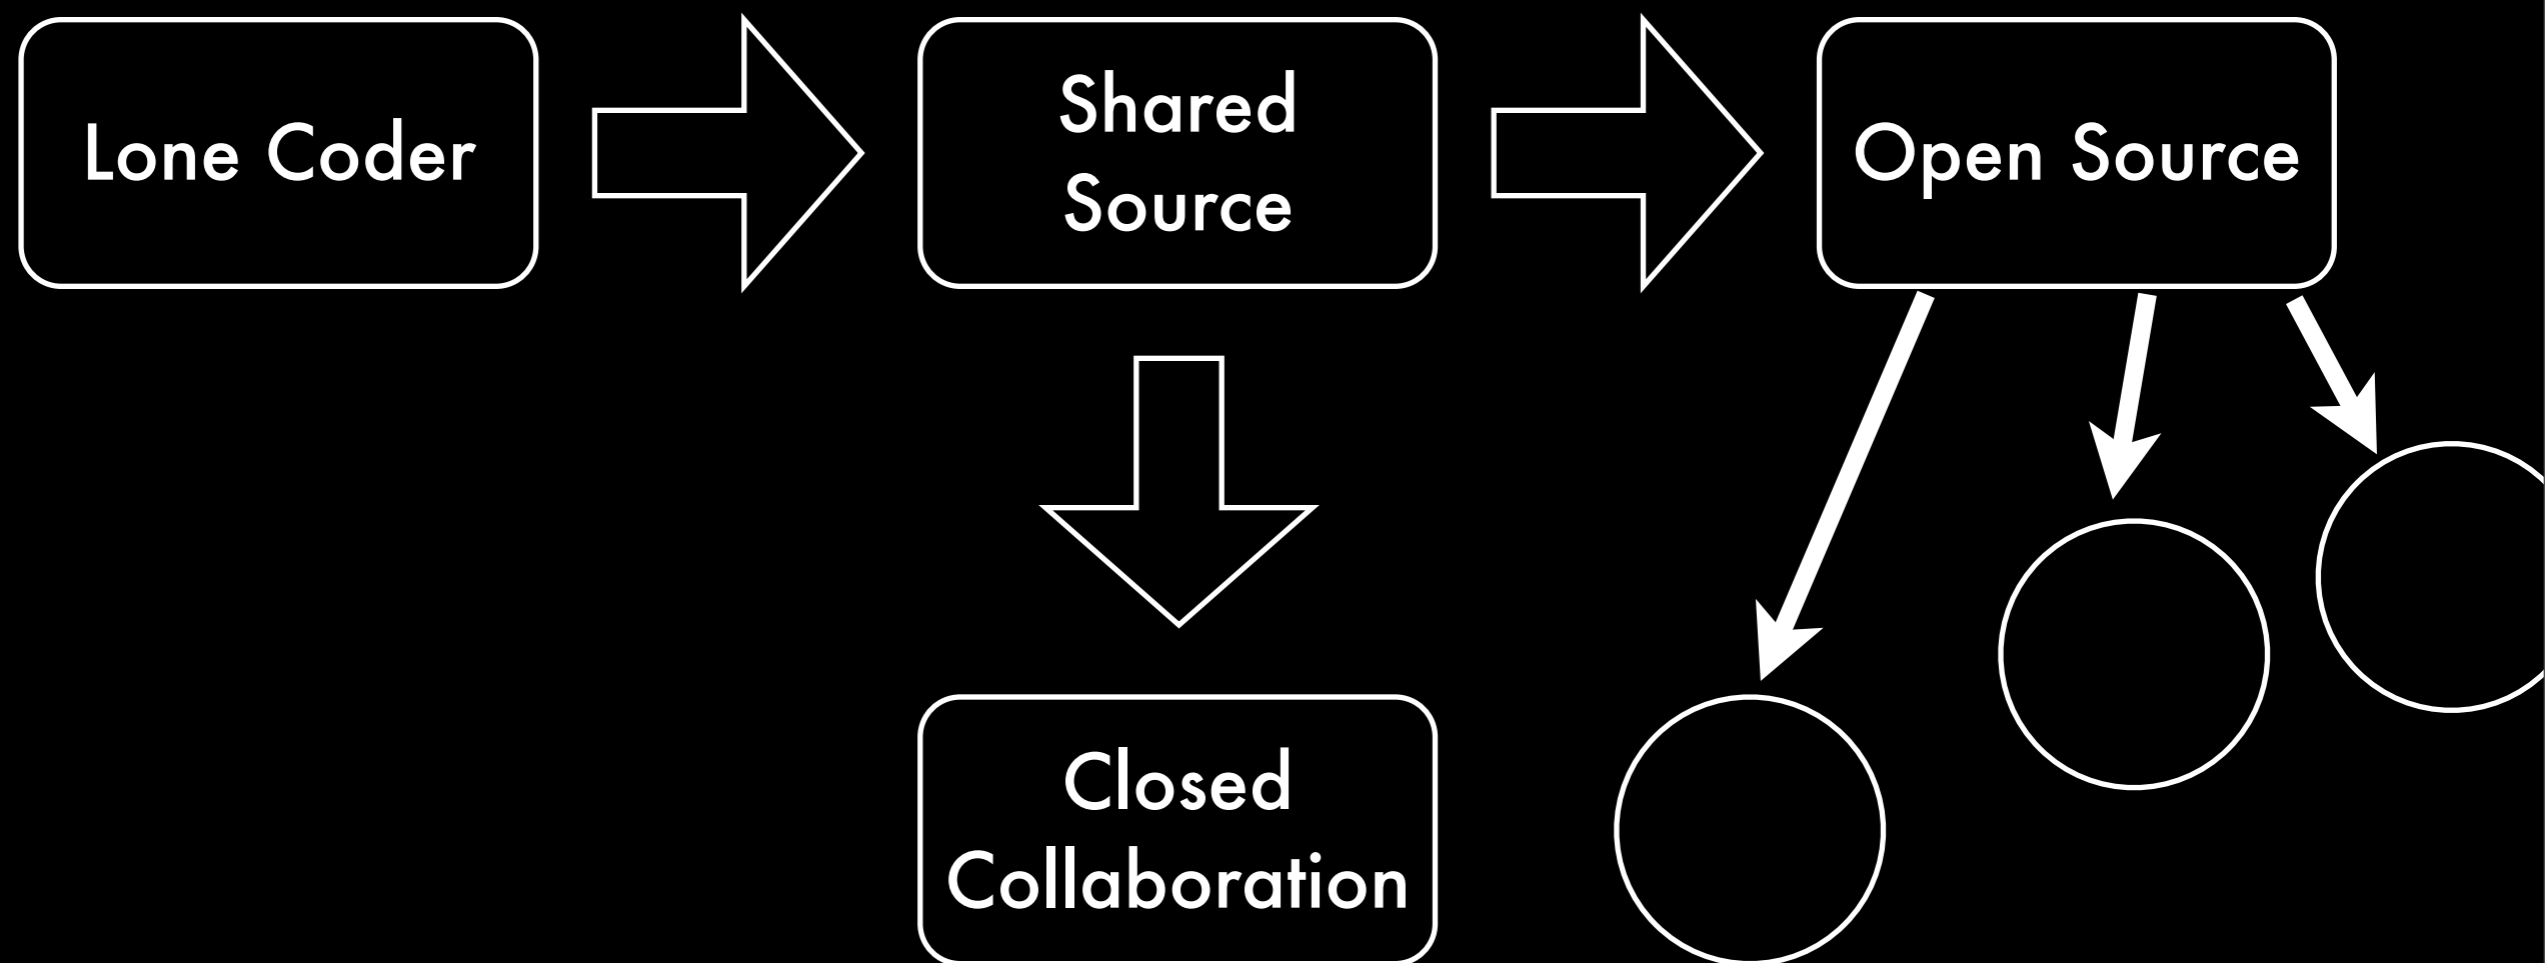 Lone Coder
Shared
Source
Open Source
Closed
Collaboration